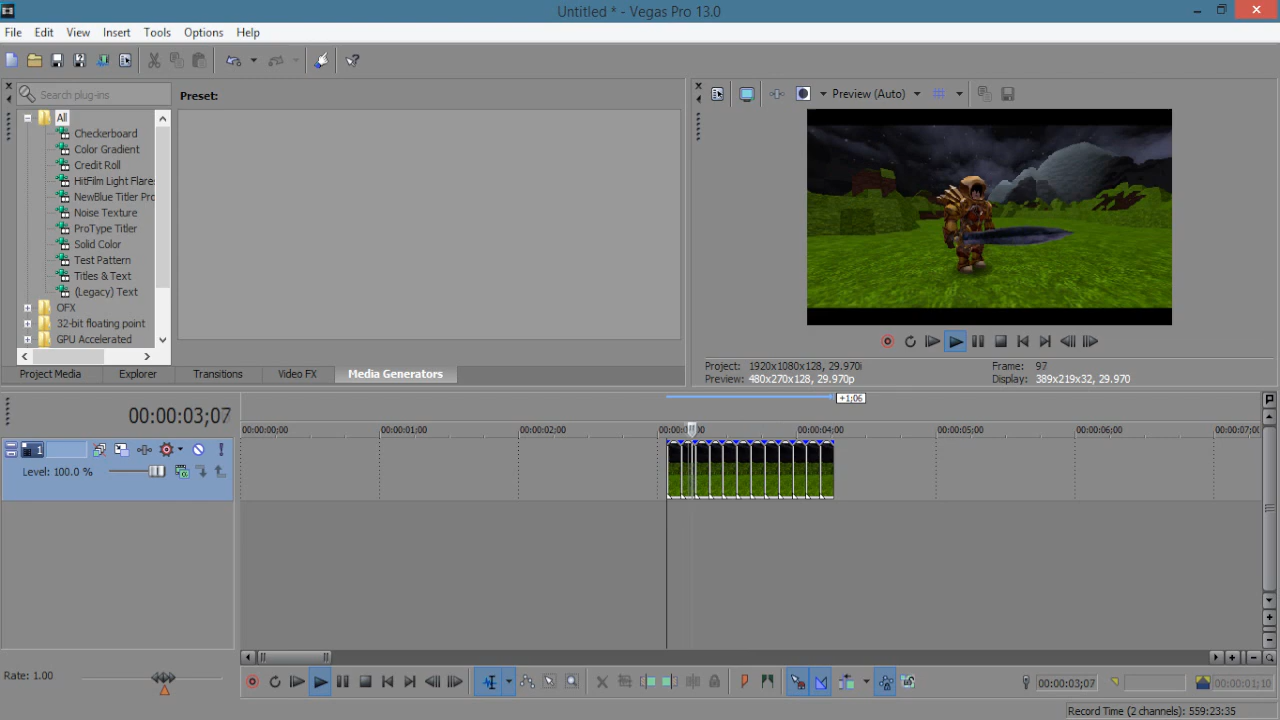 Untitled * - Vegas Pro 13.0
File Edit View Insert Tools Options Help
Search plug-ins
Preset:
All
Checkerboard
Color Gradient
Credit Roll
HitFilm Light Flare
NewBlue Titler Pro
Noise Texture
ProType Titler
Solid Color
Test Pattern
Titles & Text
(Legacy) Text
OFX
32-bit floating point
GPU Accelerated
Project Media Explorer Transitions Video FX Media Generators
Preview (Auto)
Project: 1920x1080x128, 29.970i Frame: 97
Preview: 480x270x128, 29.970p Display: 389x219x32, 29.970
+1;06
00:00:03;07
00:00:00;00 00:00:01;00 00:00:02;00 00:00:04;00 00:00:05;00 00:00:06;00
1
Level: 100.0 %
Rate: 1.00
00:00:03;07 00:00:01;10
Record Time (2 channels): 559:23:35